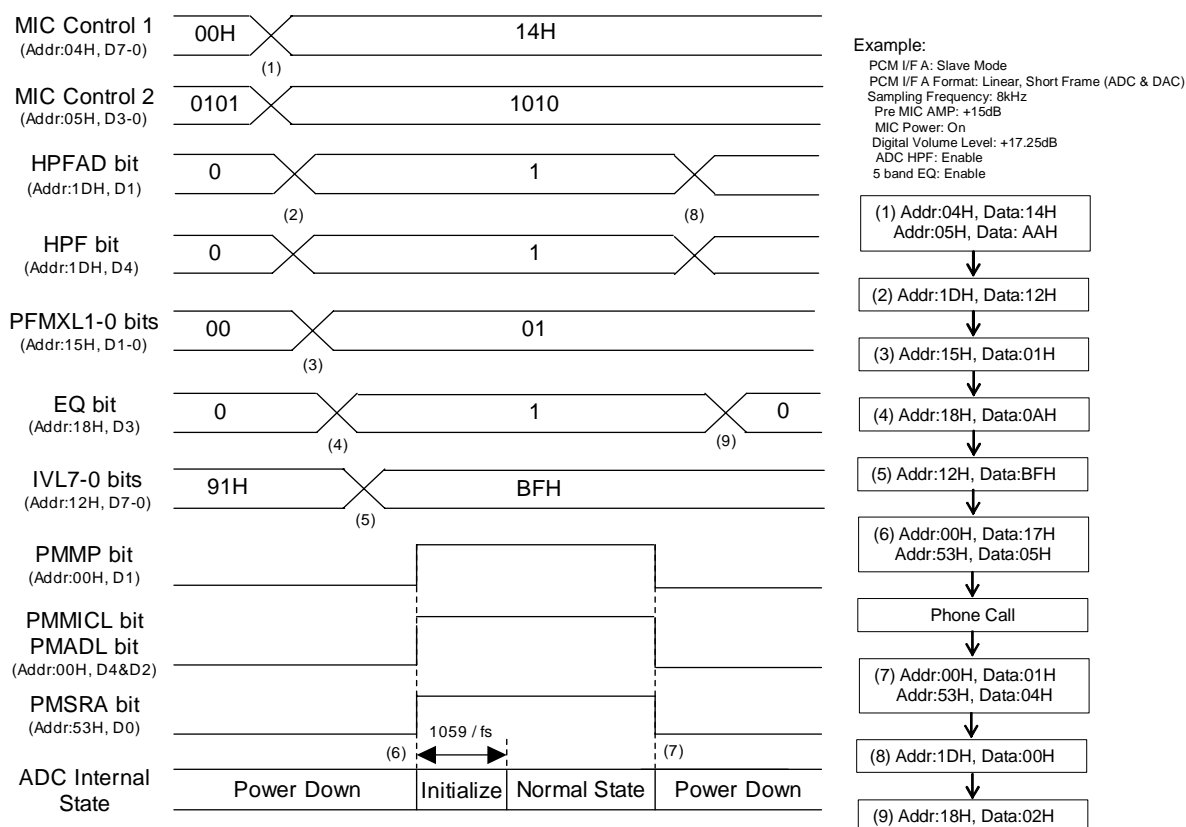 MIC Control 1
(Addr:04H, D7-0)
00H
14H
(1)
MIC Control 2
(Addr:05H, D3-0)
0101
1010
HPFAD bit
(Addr:1DH, D1)
0
1
(2)
(8)
HPF bit
(Addr:1DH, D4)
0
1
PFMXL1-0 bits
(Addr:15H, D1-0)
00
01
(3)
EQ bit
(Addr:18H, D3)
0
1
0
(4)
(9)
IVL7-0 bits
(Addr:12H, D7-0)
91H
BFH
(5)
PMMP bit
(Addr:00H, D1)
PMMICL bit
PMADL bit
(Addr:00H, D4&D2)
PMSRA bit
(Addr:53H, D0)
1059 / fs
(6)
(7)
ADC Internal
State
Power Down
Initialize
Normal State
Power Down
Example:
PCM I/F A: Slave Mode
PCM I/F A Format: Linear, Short Frame (ADC & DAC)
Sampling Frequency: 8kHz
Pre MIC AMP: +15dB
MIC Power: On
Digital Volume Level: +17.25dB
ADC HPF: Enable
5 band EQ: Enable
(1) Addr:04H, Data:14H
Addr:05H, Data: AAH
(2) Addr:1DH, Data:12H
(3) Addr:15H, Data:01H
(4) Addr:18H, Data:0AH
(5) Addr:12H, Data:BFH
(6) Addr:00H, Data:17H
Addr:53H, Data:05H
Phone Call
(7) Addr:00H, Data:01H
Addr:53H, Data:04H
(8) Addr:1DH, Data:00H
(9) Addr:18H, Data:02H